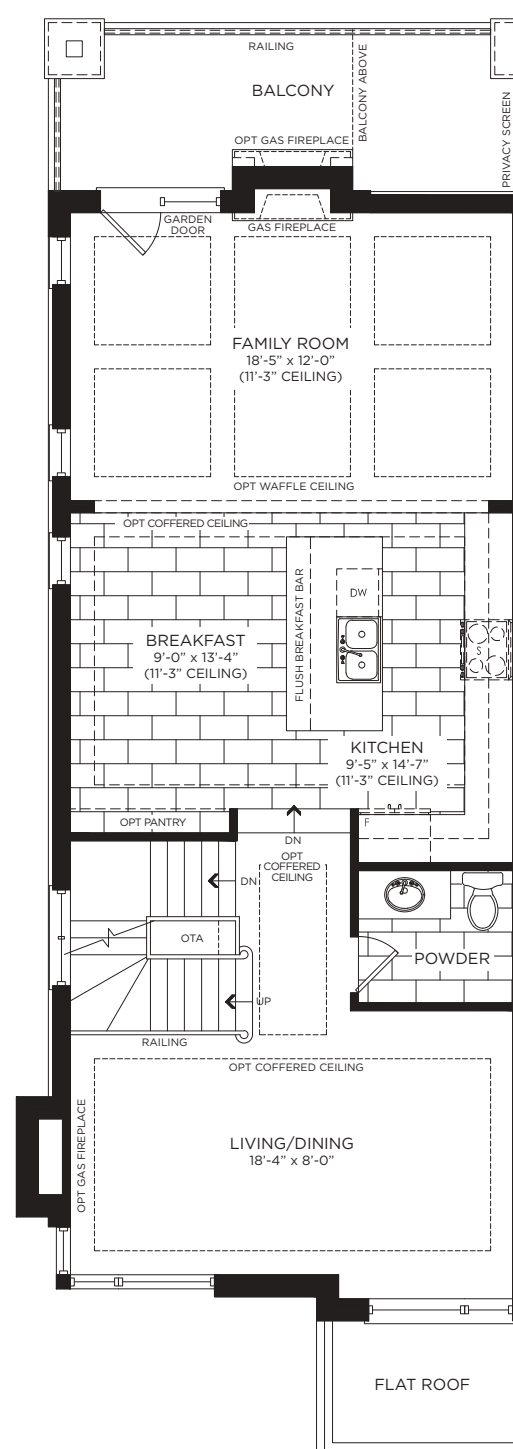 RAILING
BALCONY
BALCONY ABOVE
PRIVACY SCREEN
OPT GAS FIREPLACE
GARDEN
DOOR
GAS FIREPLACE
FAMILY ROOM
18'-5" x 12'-0"
(11'-3" CEILING)
OPT WAFFLE CEILING
OPT COFFERED CEILING
FLUSH BREAKFAST BAR
DW
BREAKFAST
9'-0" x 13'-4"
(11'-3" CEILING)
S
KITCHEN
9'-5" x 14'-7"
(11'-3" CEILING)
OPT PANTRY
F
DN
OPT
COFFERED
CEILING
DN
OTA
POWDER
UP
RAILING
OPT COFFERED CEILING
OPT GAS FIREPLACE
LIVING/DINING
18'-4" x 8'-0"
FLAT ROOF